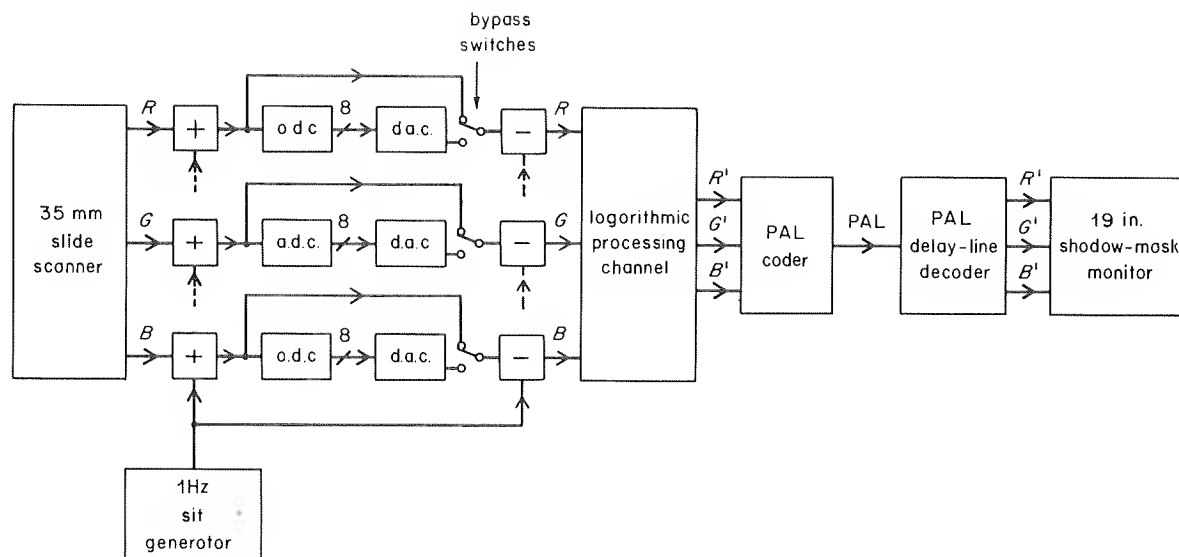 bypass
switches
R
+
o d c
8
d a.c.
−
R
35 mm
slide
scanner
G
+
a.d.c.
8
d.a.c
−
G
logorithmic
processing
channel
R'
G'
B'
PAL
coder
PAL
PAL
delay-line
decoder
R'
G'
B'
19 in.
shadow-mask
monitor
B
+
o.d.c
8
d.a.c.
−
B
1Hz
sit
generotor